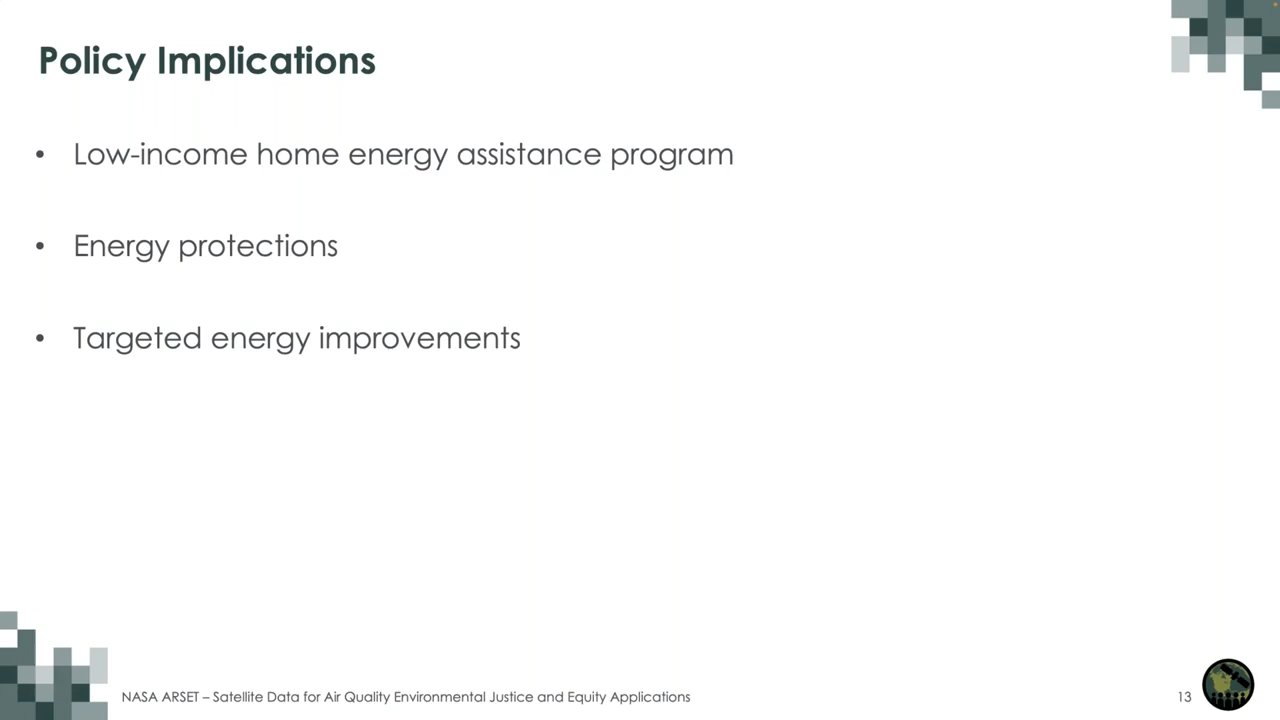 Policy Implications
• Low-income home energy assistance program
• Energy protections
• Targeted energy improvements
NASA ARSET – Satellite Data for Air Quality Environmental Justice and Equity Applications
13